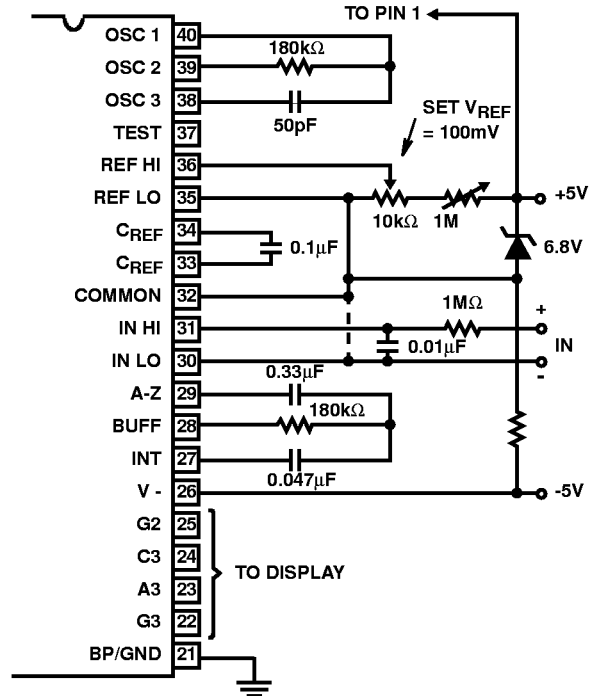 TO PIN 1
OSC 1 40
180kΩ
OSC 2 39
OSC 3 38
50pF
TEST 37
SET VREF
= 100mV
REF HI 36
REF LO 35
10kΩ 1M
+5V
CREF 34
0.1µF
6.8V
CREF 33
COMMON 32
1MΩ
+
IN HI 31
0.01µF
IN
IN LO 30
-
0.33µF
A-Z 29
180kΩ
BUFF 28
INT 27
0.047µF
V - 26
-5V
G2 25
C3 24
TO DISPLAY
A3 23
G3 22
BP/GND 21